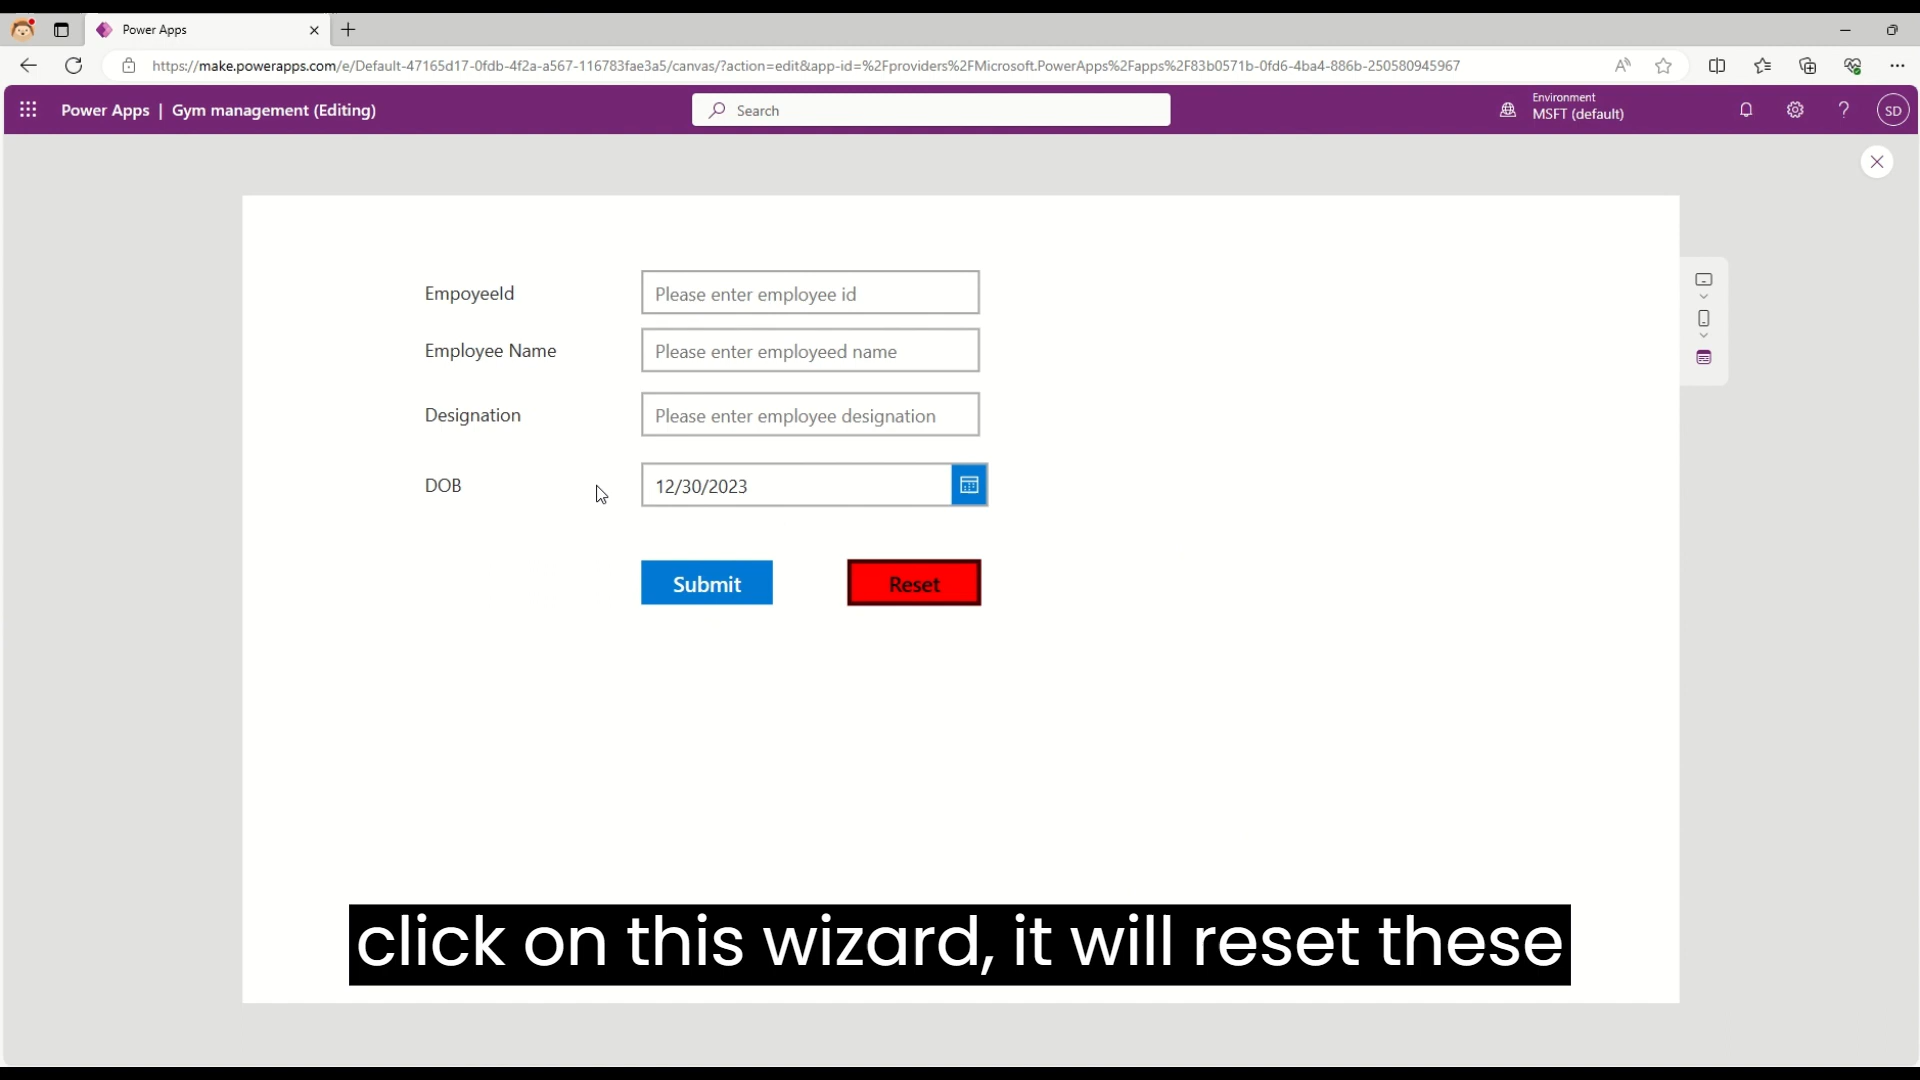 Power Apps
https://make.powerapps.com/e/Default-47165d17-0fdb-4f2a-a567-116783fae3a5/canvas/?action=edit&app-id=%2Fproviders%2FMicrosoft.PowerApps%2Fapps%2F83b0571b-0fd6-4ba4-886b-250580945967
Power Apps | Gym management (Editing)
Search
Environment
MSFT (default)
SD
EmpoyeeId
Please enter employee id
Employee Name
Please enter employeed name
Designation
Please enter employee designation
DOB
12/30/2023
Submit
Reset
click on this wizard, it will reset these